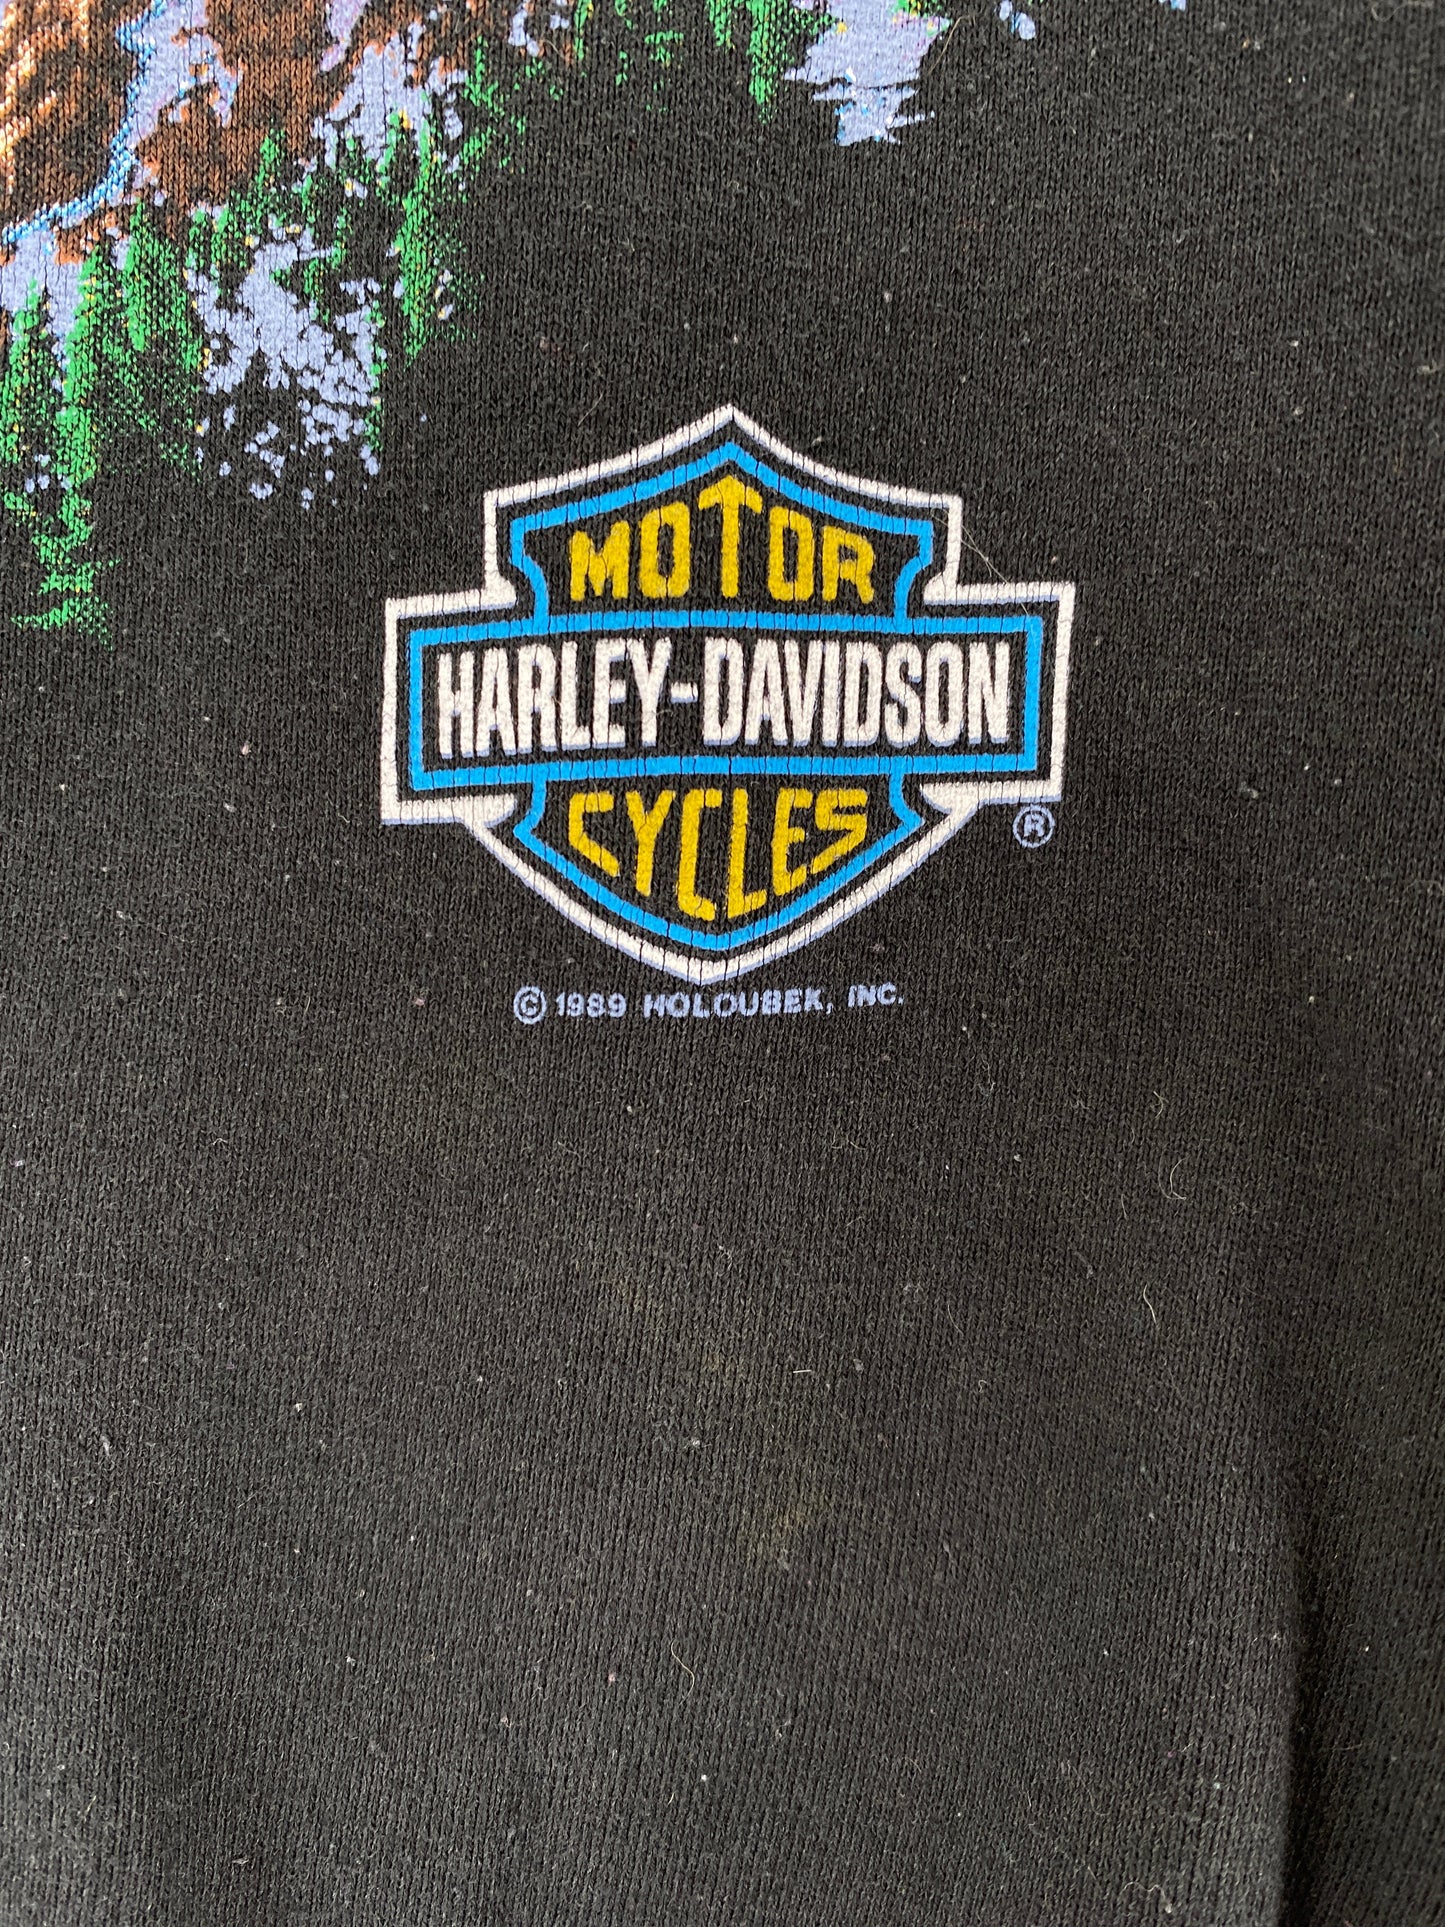 MOTOR
HARLEY-DAVIDSON
CYCLES
®
© 1989 HOLOUBEK, INC.